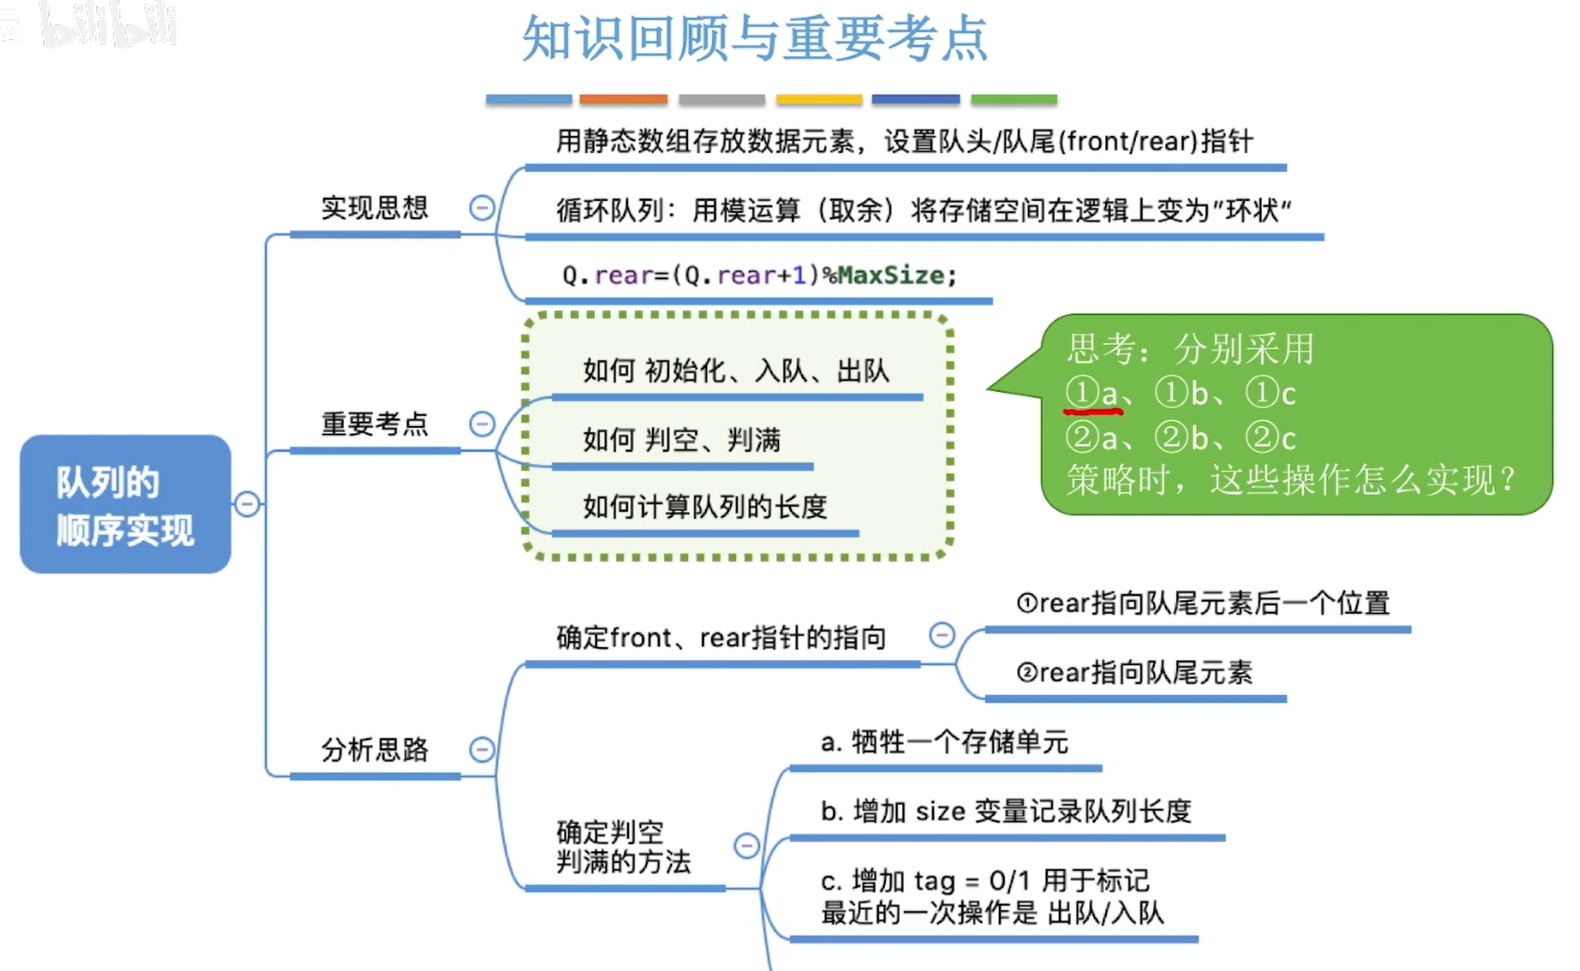 bilibili
知识回顾与重要考点
用静态数组存放数据元素，设置队头/队尾(front/rear)指针
实现思想
循环队列：用模运算（取余）将存储空间在逻辑上变为"环状"
Q.rear=(Q.rear+1)%MaxSize;
思考：分别采用
①a、①b、①c
②a、②b、②c
策略时，这些操作怎么实现？
如何 初始化、入队、出队
重要考点
如何 判空、判满
如何计算队列的长度
队列的
顺序实现
①rear指向队尾元素后一个位置
确定front、rear指针的指向
②rear指向队尾元素
分析思路
a. 牺牲一个存储单元
b. 增加 size 变量记录队列长度
确定判空
判满的方法
c. 增加 tag = 0/1 用于标记
最近的一次操作是 出队/入队